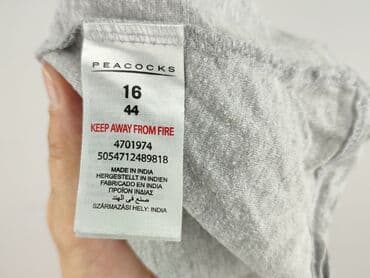 PEACOCKS
16
44
KEEP AWAY FROM FIRE
4701974
5054712489818
MADE IN INDIA
HERGESTELLT IN INDIEN
FABRICADO EN INDIA
ΠΡΟΪΟΝ ΙΝΔΙΑΣ
صنع في الهند
SZÁRMAZÁSI HELY: INDIA